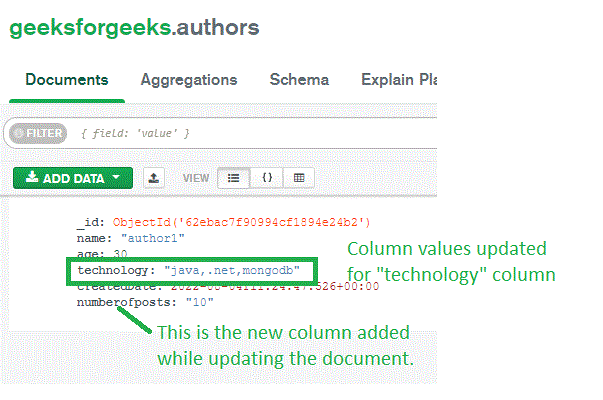 geeksforgeeks.authors
Documents Aggregations Schema Explain Pla
FILTER { field: 'value' }
ADD DATA VIEW {}
_id: ObjectId('62ebac7f90994cf1894e24b2')
name: "author1"
age: 30
technology: "java,.net,mongodb"
createdDate: 2022-08-04T11:24:47.526+00:00
numberofposts: "10"
Column values updated
for "technology" column
This is the new column added
while updating the document.